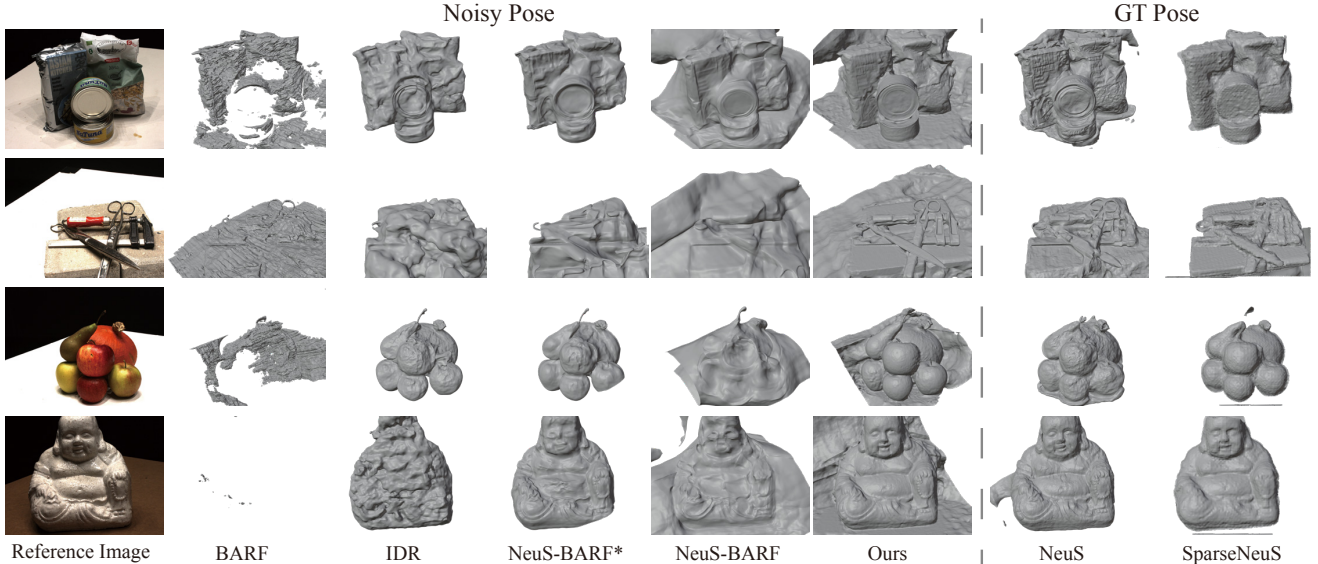 Noisy Pose
GT Pose
Reference Image
BARF
IDR
NeuS-BARF*
NeuS-BARF
Ours
NeuS
SparseNeuS